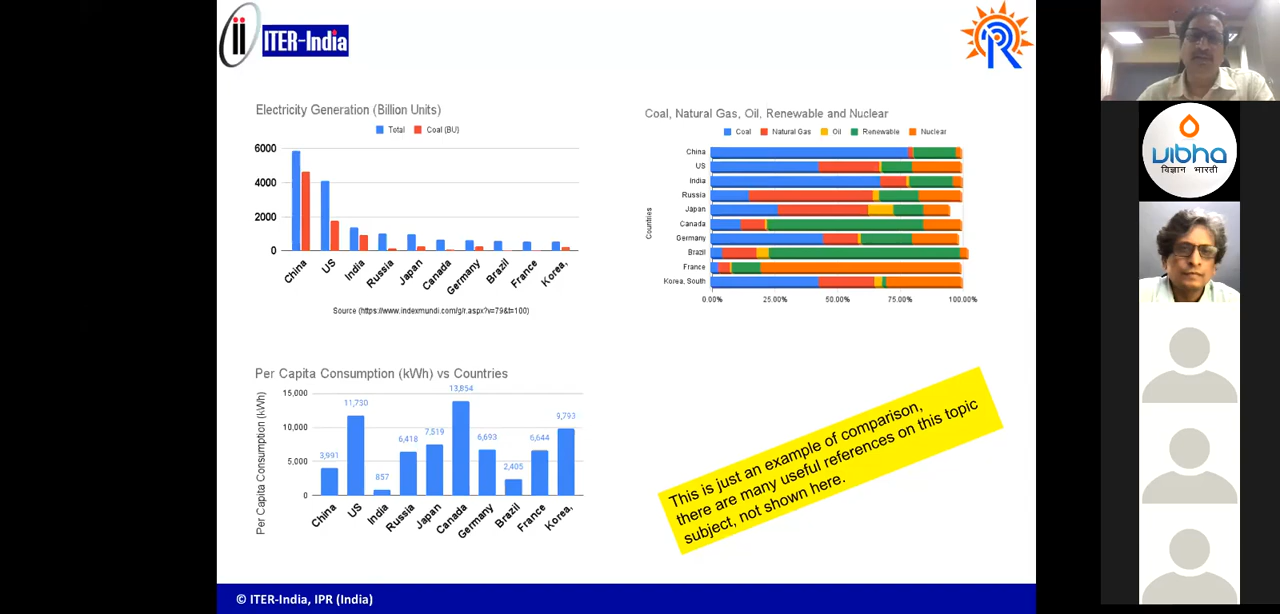 ITER-India
Electricity Generation (Billion Units)
Total Coal (BU)
6000
4000
2000
0
China US India Russia Japan Canada Germany Brazil France Korea,
Source (https://www.indexmundi.com/g/r.aspx?v=79&t=100)
Coal, Natural Gas, Oil, Renewable and Nuclear
Coal Natural Gas Oil Renewable Nuclear
Countries
China
US
India
Russia
Japan
Canada
Germany
Brazil
France
Korea, South
0.00% 25.00% 50.00% 75.00% 100.00%
Per Capita Consumption (kWh) vs Countries
Per Capita Consumption (kWh)
15,000
10,000
5,000
0
3,991 11,730 857 6,418 7,519 13,854 6,693 2,405 6,644 9,793
China US India Russia Japan Canada Germany Brazil France Korea,
This is just an example of comparison,
there are many useful references on this topic
subject, not shown here.
© ITER-India, IPR (India)
vibha
विज्ञान भारती